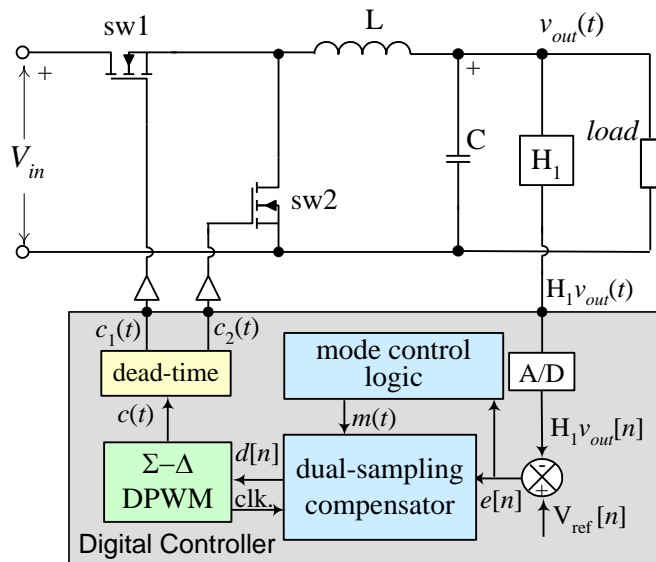 sw1
L
v_out(t)
+
+
V_in
C
H_1
load
sw2
H_1v_out(t)
c_1(t)
c_2(t)
dead-time
mode control
logic
A/D
c(t)
m(t)
H_1v_out[n]
Σ–Δ
DPWM
d[n]
clk.
dual-sampling
compensator
e[n]
-
+
V_ref[n]
Digital Controller